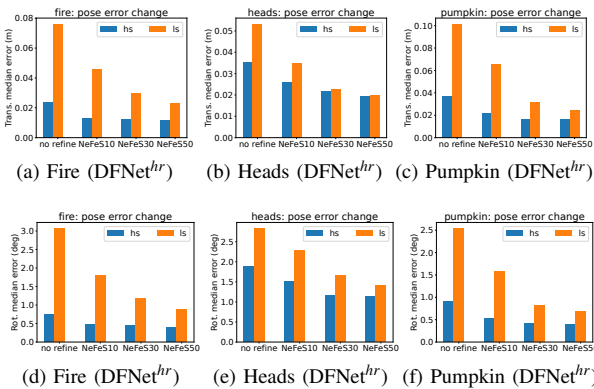 fire: pose error change
heads: pose error change
pumpkin: pose error change
Trans. median error (m)
0.08
0.06
0.04
0.02
0.00
hs
ls
no refine NeFeS10 NeFeS30 NeFeS50
Trans. median error (m)
0.05
0.04
0.03
0.02
0.01
0.00
hs
ls
no refine NeFeS10 NeFeS30 NeFeS50
Trans. median error (m)
0.10
0.08
0.06
0.04
0.02
0.00
hs
ls
no refine NeFeS10 NeFeS30 NeFeS50
(a) Fire (DFNet^hr) (b) Heads (DFNet^hr) (c) Pumpkin (DFNet^hr)
fire: pose error change
heads: pose error change
pumpkin: pose error change
Rot. median error (deg)
3.0
2.5
2.0
1.5
1.0
0.5
0.0
hs
ls
no refine NeFeS10 NeFeS30 NeFeS50
Rot. median error (deg)
2.5
2.0
1.5
1.0
0.5
0.0
hs
ls
no refine NeFeS10 NeFeS30 NeFeS50
Rot. median error (deg)
2.5
2.0
1.5
1.0
0.5
0.0
hs
ls
no refine NeFeS10 NeFeS30 NeFeS50
(d) Fire (DFNet^hr) (e) Heads (DFNet^hr) (f) Pumpkin (DFNet^hr)